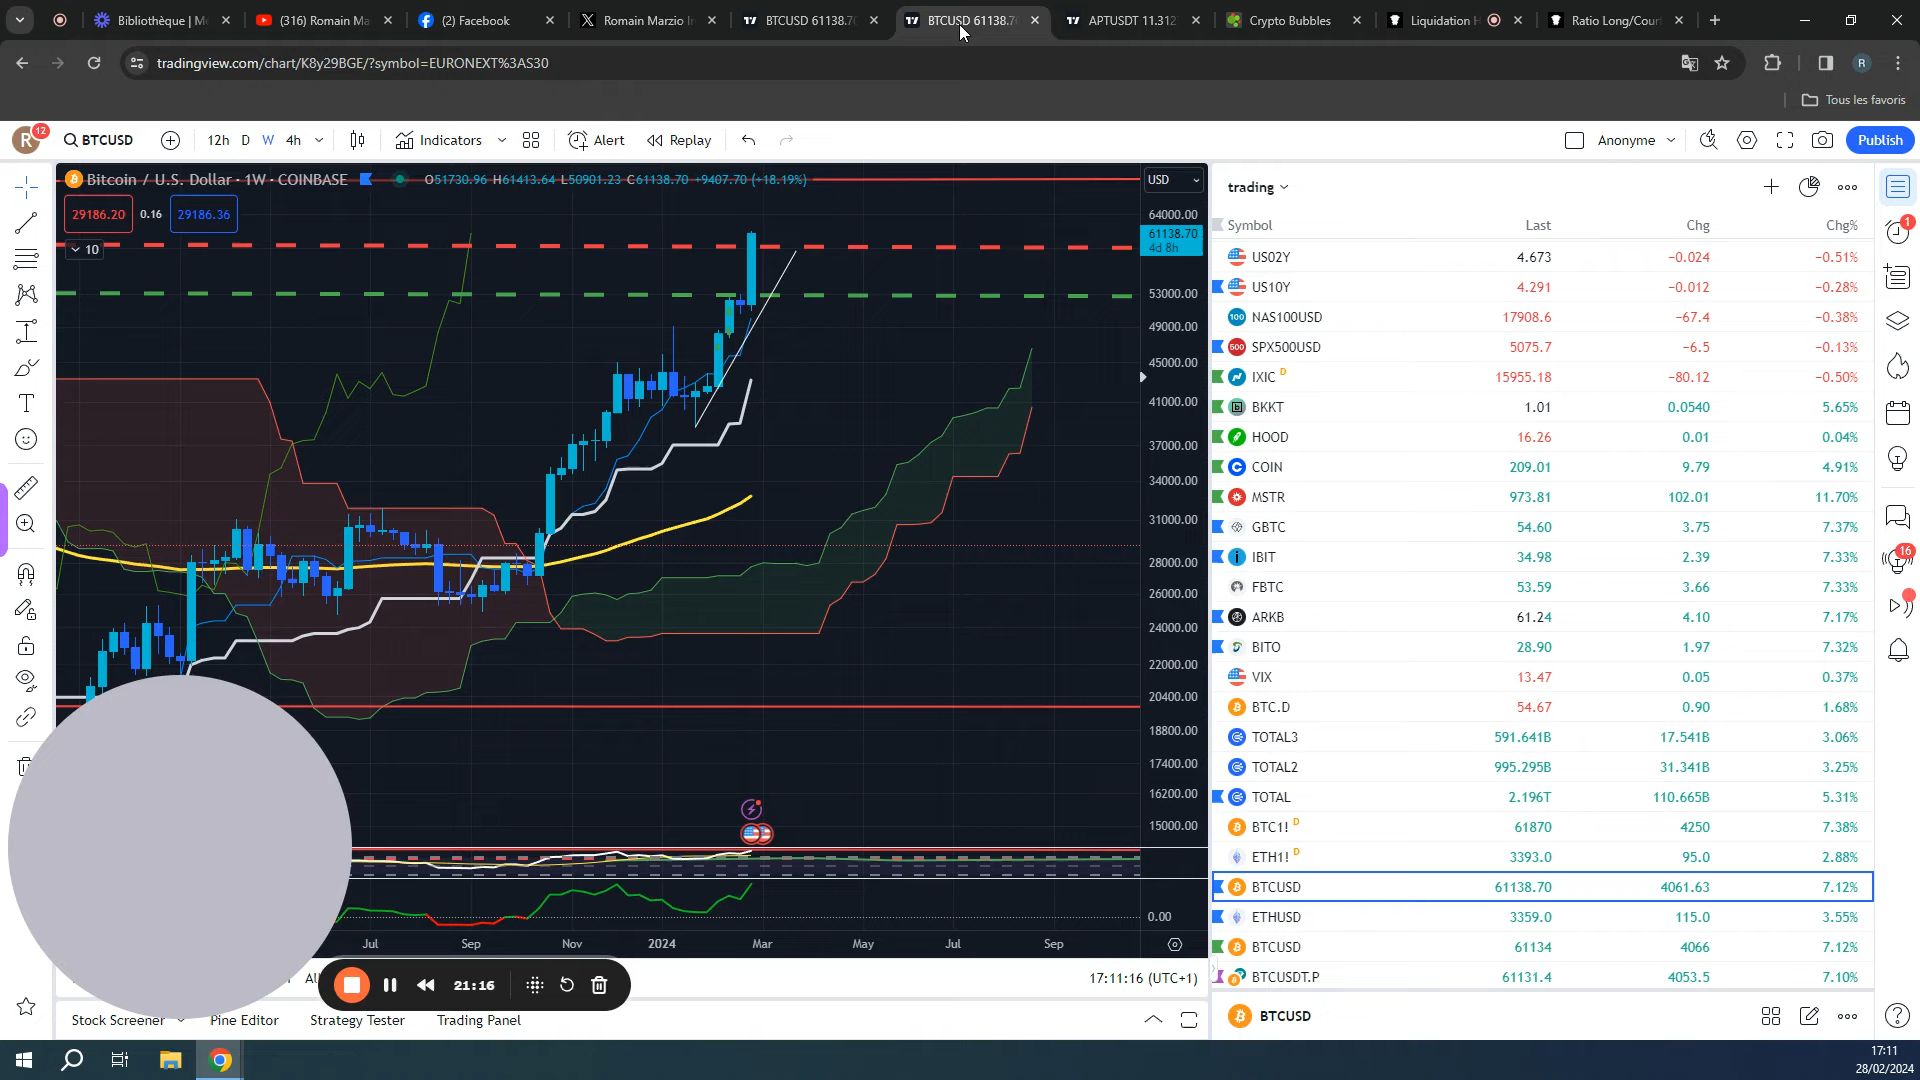 Bibliothèque | M
(316) Romain Ma
(2) Facebook
Romain Marzio
BTCUSD 61138.70
BTCUSD 61138.70
APTUSDT 11.312
Crypto Bubbles
Liquidation H
Ratio Long/Cour
tradingview.com/chart/K8y29BGE/?symbol=EURONEXT%3AS30
R
Tous les favoris
R
12
BTCUSD
12h D W 4h
Indicators
Alert
Replay
Anonyme
Publish
Bitcoin / U.S. Dollar · 1W · COINBASE
O51730.96 H61413.64 L50901.23 C61138.70 +9407.70 (+18.19%)
29186.20
0.16
29186.36
10
USD
64000.00
61138.70
4d 8h
53000.00
49000.00
45000.00
41000.00
37000.00
34000.00
31000.00
28000.00
26000.00
24000.00
22000.00
20400.00
18800.00
17400.00
16200.00
15000.00
0.00
Jul Sep Nov 2024 Mar May Jul Sep
21:16
17:11:16 (UTC+1)
Stock Screener
Pine Editor
Strategy Tester
Trading Panel
trading
Symbol Last Chg Chg%
US02Y 4.673 −0.024 −0.51%
US10Y 4.291 −0.012 −0.28%
100 NAS100USD 17908.6 −67.4 −0.38%
500 SPX500USD 5075.7 −6.5 −0.13%
IXIC D 15955.18 −80.12 −0.50%
BKKT 1.01 0.0540 5.65%
HOOD 16.26 0.01 0.04%
COIN 209.01 9.79 4.91%
MSTR 973.81 102.01 11.70%
GBTC 54.60 3.75 7.37%
IBIT 34.98 2.39 7.33%
FBTC 53.59 3.66 7.33%
ARKB 61.24 4.10 7.17%
BITO 28.90 1.97 7.32%
VIX 13.47 0.05 0.37%
BTC.D 54.67 0.90 1.68%
TOTAL3 591.641B 17.541B 3.06%
TOTAL2 995.295B 31.341B 3.25%
TOTAL 2.196T 110.665B 5.31%
BTC1! D 61870 4250 7.38%
ETH1! D 3393.0 95.0 2.88%
BTCUSD 61138.70 4061.63 7.12%
ETHUSD 3359.0 115.0 3.55%
BTCUSD 61134 4066 7.12%
BTCUSDT.P 61131.4 4053.5 7.10%
BTCUSD
1
16
17:11
28/02/2024